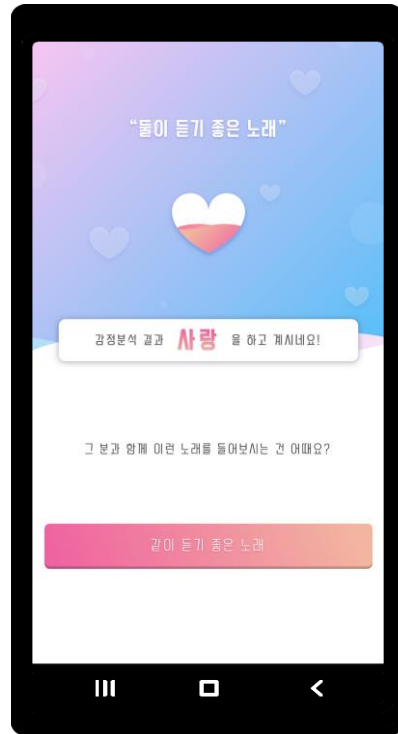 “둘이 듣기 좋은 노래”
감정분석 결과 사랑 을 하고 계시네요!
그 분과 함께 이런 노래를 들어보시는 건 어때요?
같이 듣기 좋은 노래